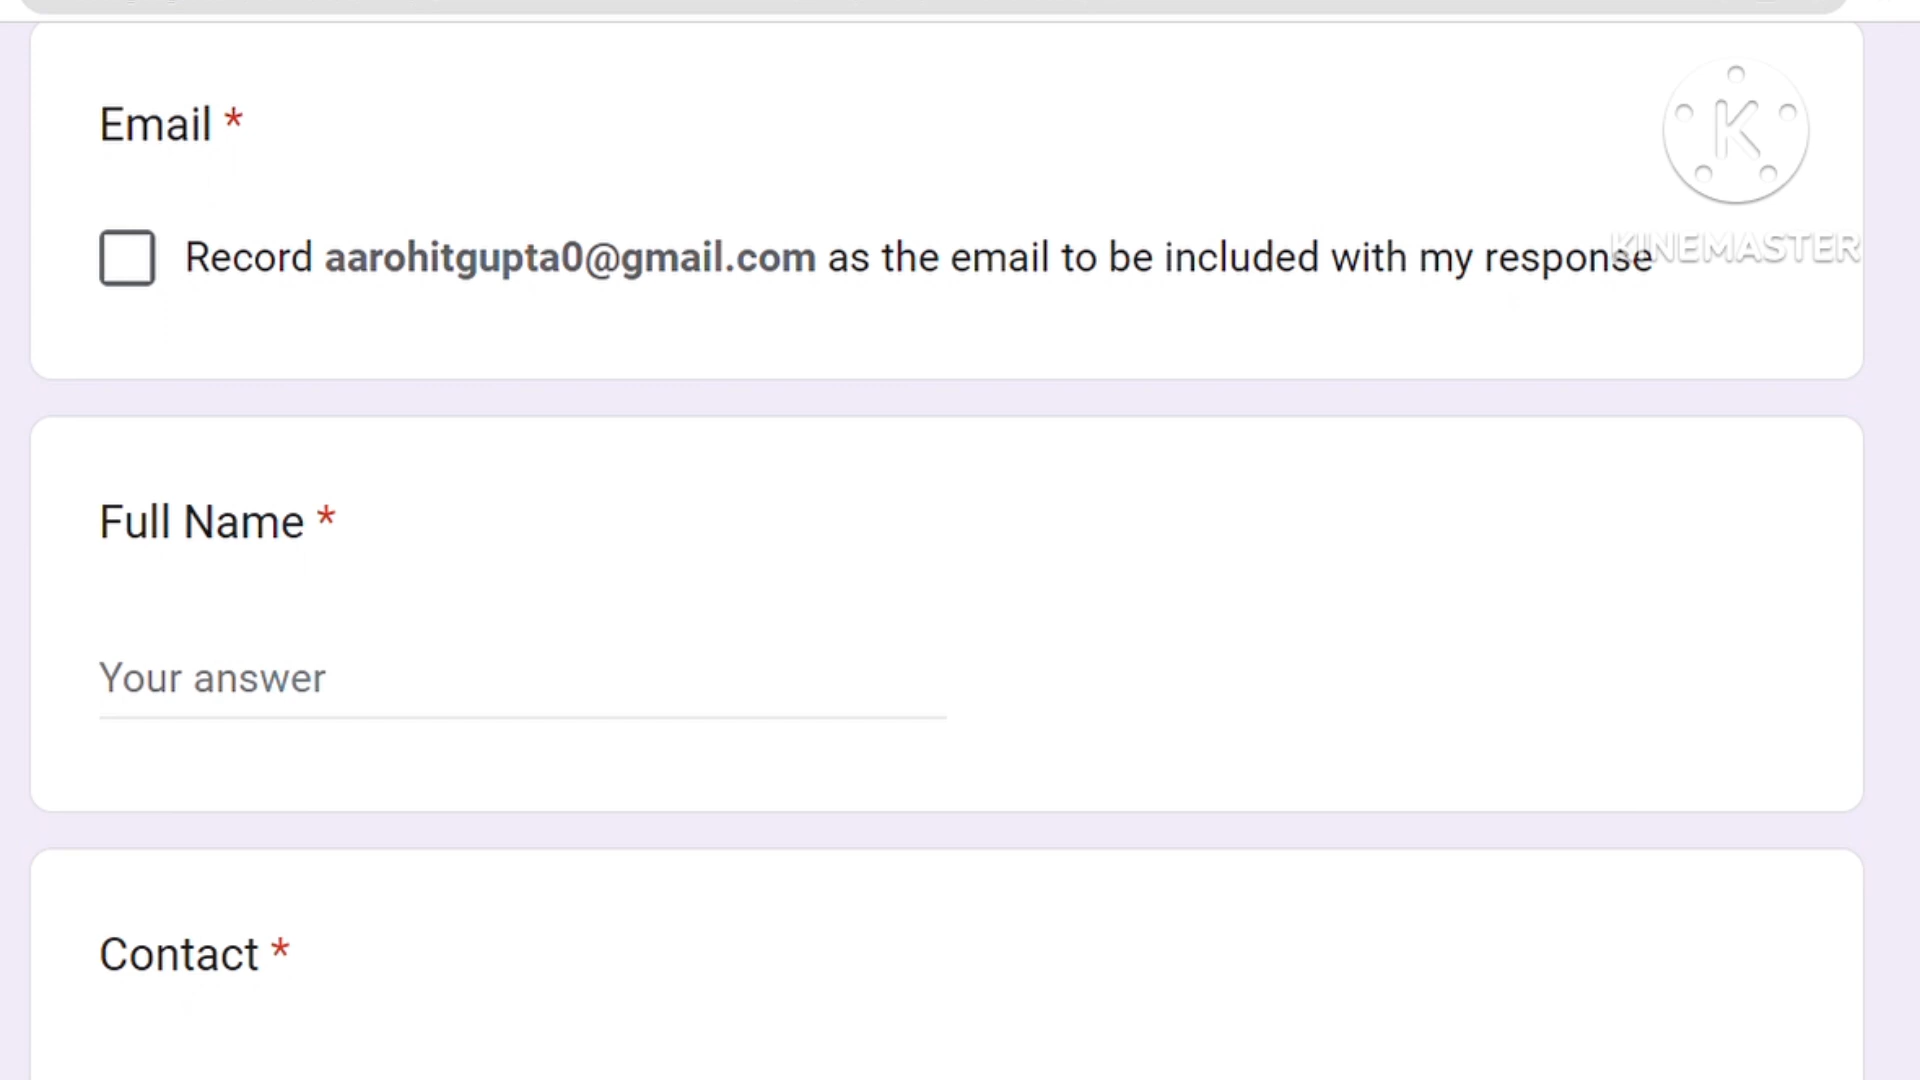 Email *
K
Record aarohitgupta0@gmail.com as the email to be included with my response
KINEMASTER
Full Name *
Your answer
Contact *